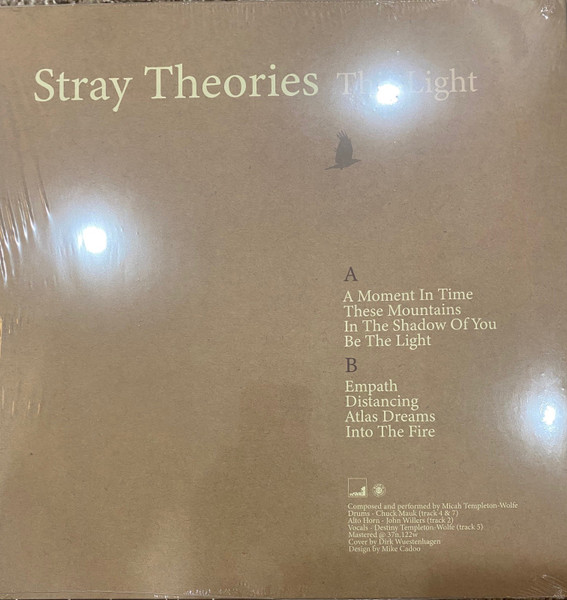 Stray Theories This Light
A
A Moment In Time
These Mountains
In The Shadow Of You
Be The Light
B
Empath
Distancing
Atlas Dreams
Into The Fire
Composed and performed by Micah Templeton-Wolfe
Drums - Chuck Mauk (track 4 & 7)
Alto Horn - John Willers (track 2)
Vocals - Destiny Templeton-Wolfe (track 5)
Mastered @ 37n,122w
Cover by Dirk Wuestenhagen
Design by Mike Cadoo